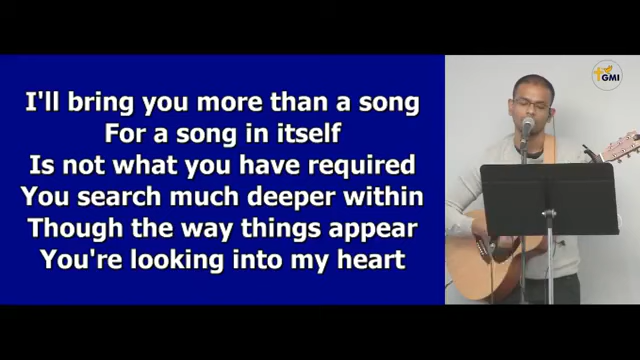 I'll bring you more than a song
For a song in itself
Is not what you have required
You search much deeper within
Though the way things appear
You're looking into my heart
GMI